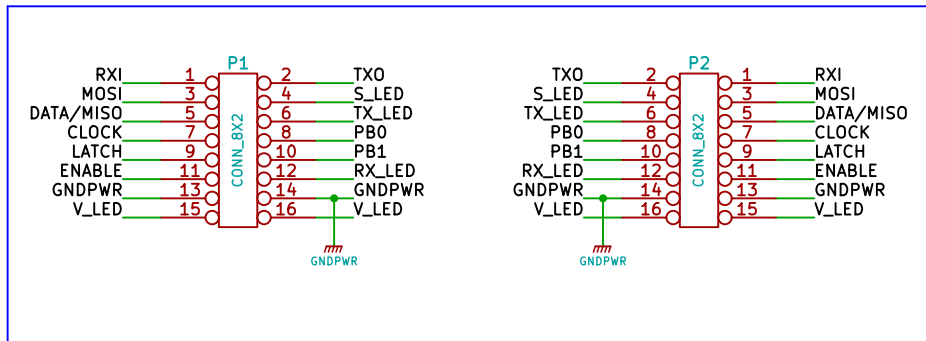 P1 P2
RXI 1 2 TXO TXO 2 1 RXI
MOSI 3 4 S_LED S_LED 4 3 MOSI
DATA/MISO 5 6 TX_LED TX_LED 6 5 DATA/MISO
CLOCK 7 8 PB0 PB0 8 7 CLOCK
LATCH 9 10 PB1 PB1 10 9 LATCH
ENABLE 11 12 RX_LED RX_LED 12 11 ENABLE
GNDPWR 13 14 GNDPWR GNDPWR 14 13 GNDPWR
V_LED 15 16 V_LED V_LED 16 15 V_LED
CONN_8X2 CONN_8X2
GNDPWR GNDPWR